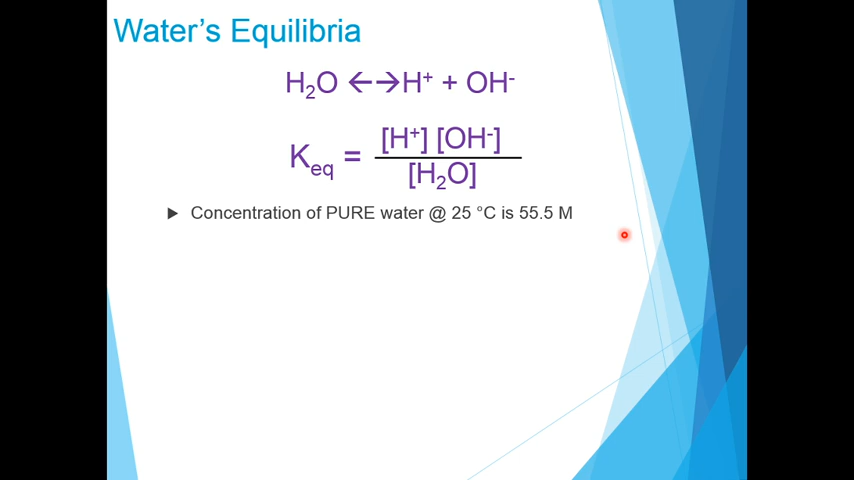 Water’s Equilibria
H₂O ←→H⁺ + OH⁻
Keq = [H⁺] [OH⁻]
[H₂O]
Concentration of PURE water @ 25 °C is 55.5 M